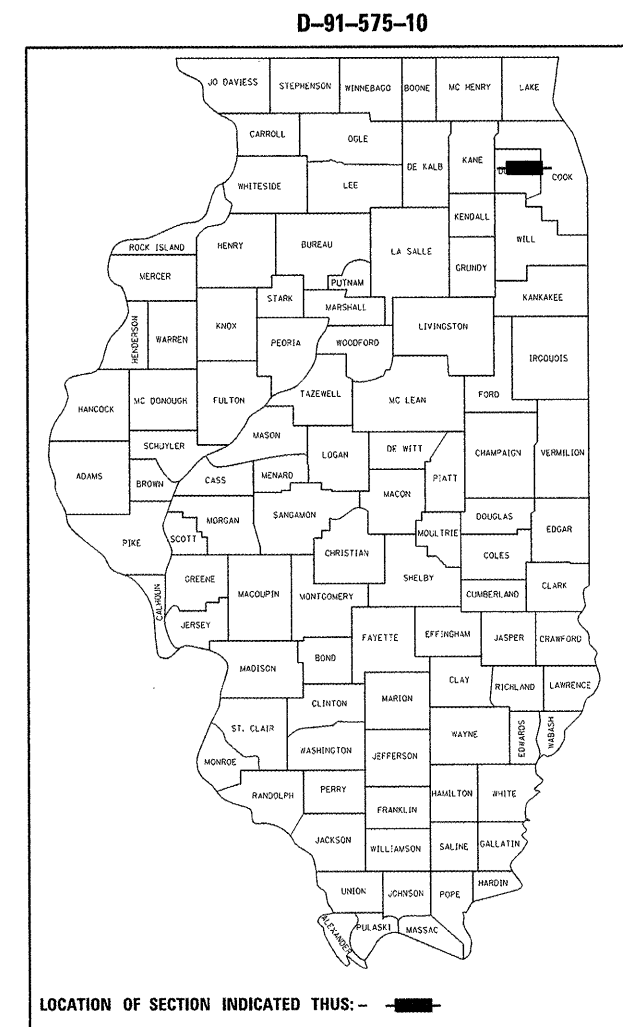 D-91-575-10
JO DAVIESS STEPHENSON WINNEBAGO BOONE MC HENRY LAKE
CARROLL OGLE
DE KALB KANE COOK
WHITESIDE LEE
KENDALL
WILL
ROCK ISLAND HENRY BUREAU LA SALLE
GRUNDY
MERCER PUTNAM
STARK KANKAKEE
MARSHALL
HENDERSON WARREN KNOX LIVINGSTON
PEORIA WOODFORD
IRQOUOIS
TAZEWELL FORD
HANCOCK MC DONOUGH FULTON MC LEAN
MASON
SCHUYLER DE WITT
LOGAN CHAMPAIGN VERMILION
ADAMS BROWN CASS MENARD PIATT
MACON
MORGAN SANGAMON DOUGLAS
PIKE SCOTT MOULTRIE EDGAR
CHRISTIAN COLES
GREENE SHELBY
CALHOUN MACOUPIN MONTGOMERY CUMBERLAND CLARK
JERSEY
FAYETTE EFFINGHAM JASPER CRAWFORD
BOND
MADISON
CLAY
MARION RICHLAND LAWRENCE
CLINTON
ST. CLAIR WAYNE EDWARDS WABASH
WASHINGTON
MONROE JEFFERSON
RANDOLPH PERRY HAMILTON WHITE
FRANKLIN
JACKSON WILLIAMSON SALINE GALLATIN
UNION JOHNSON POPE HARDIN
ALEXANDER PULASKI MASSAC
LOCATION OF SECTION INDICATED THUS: -